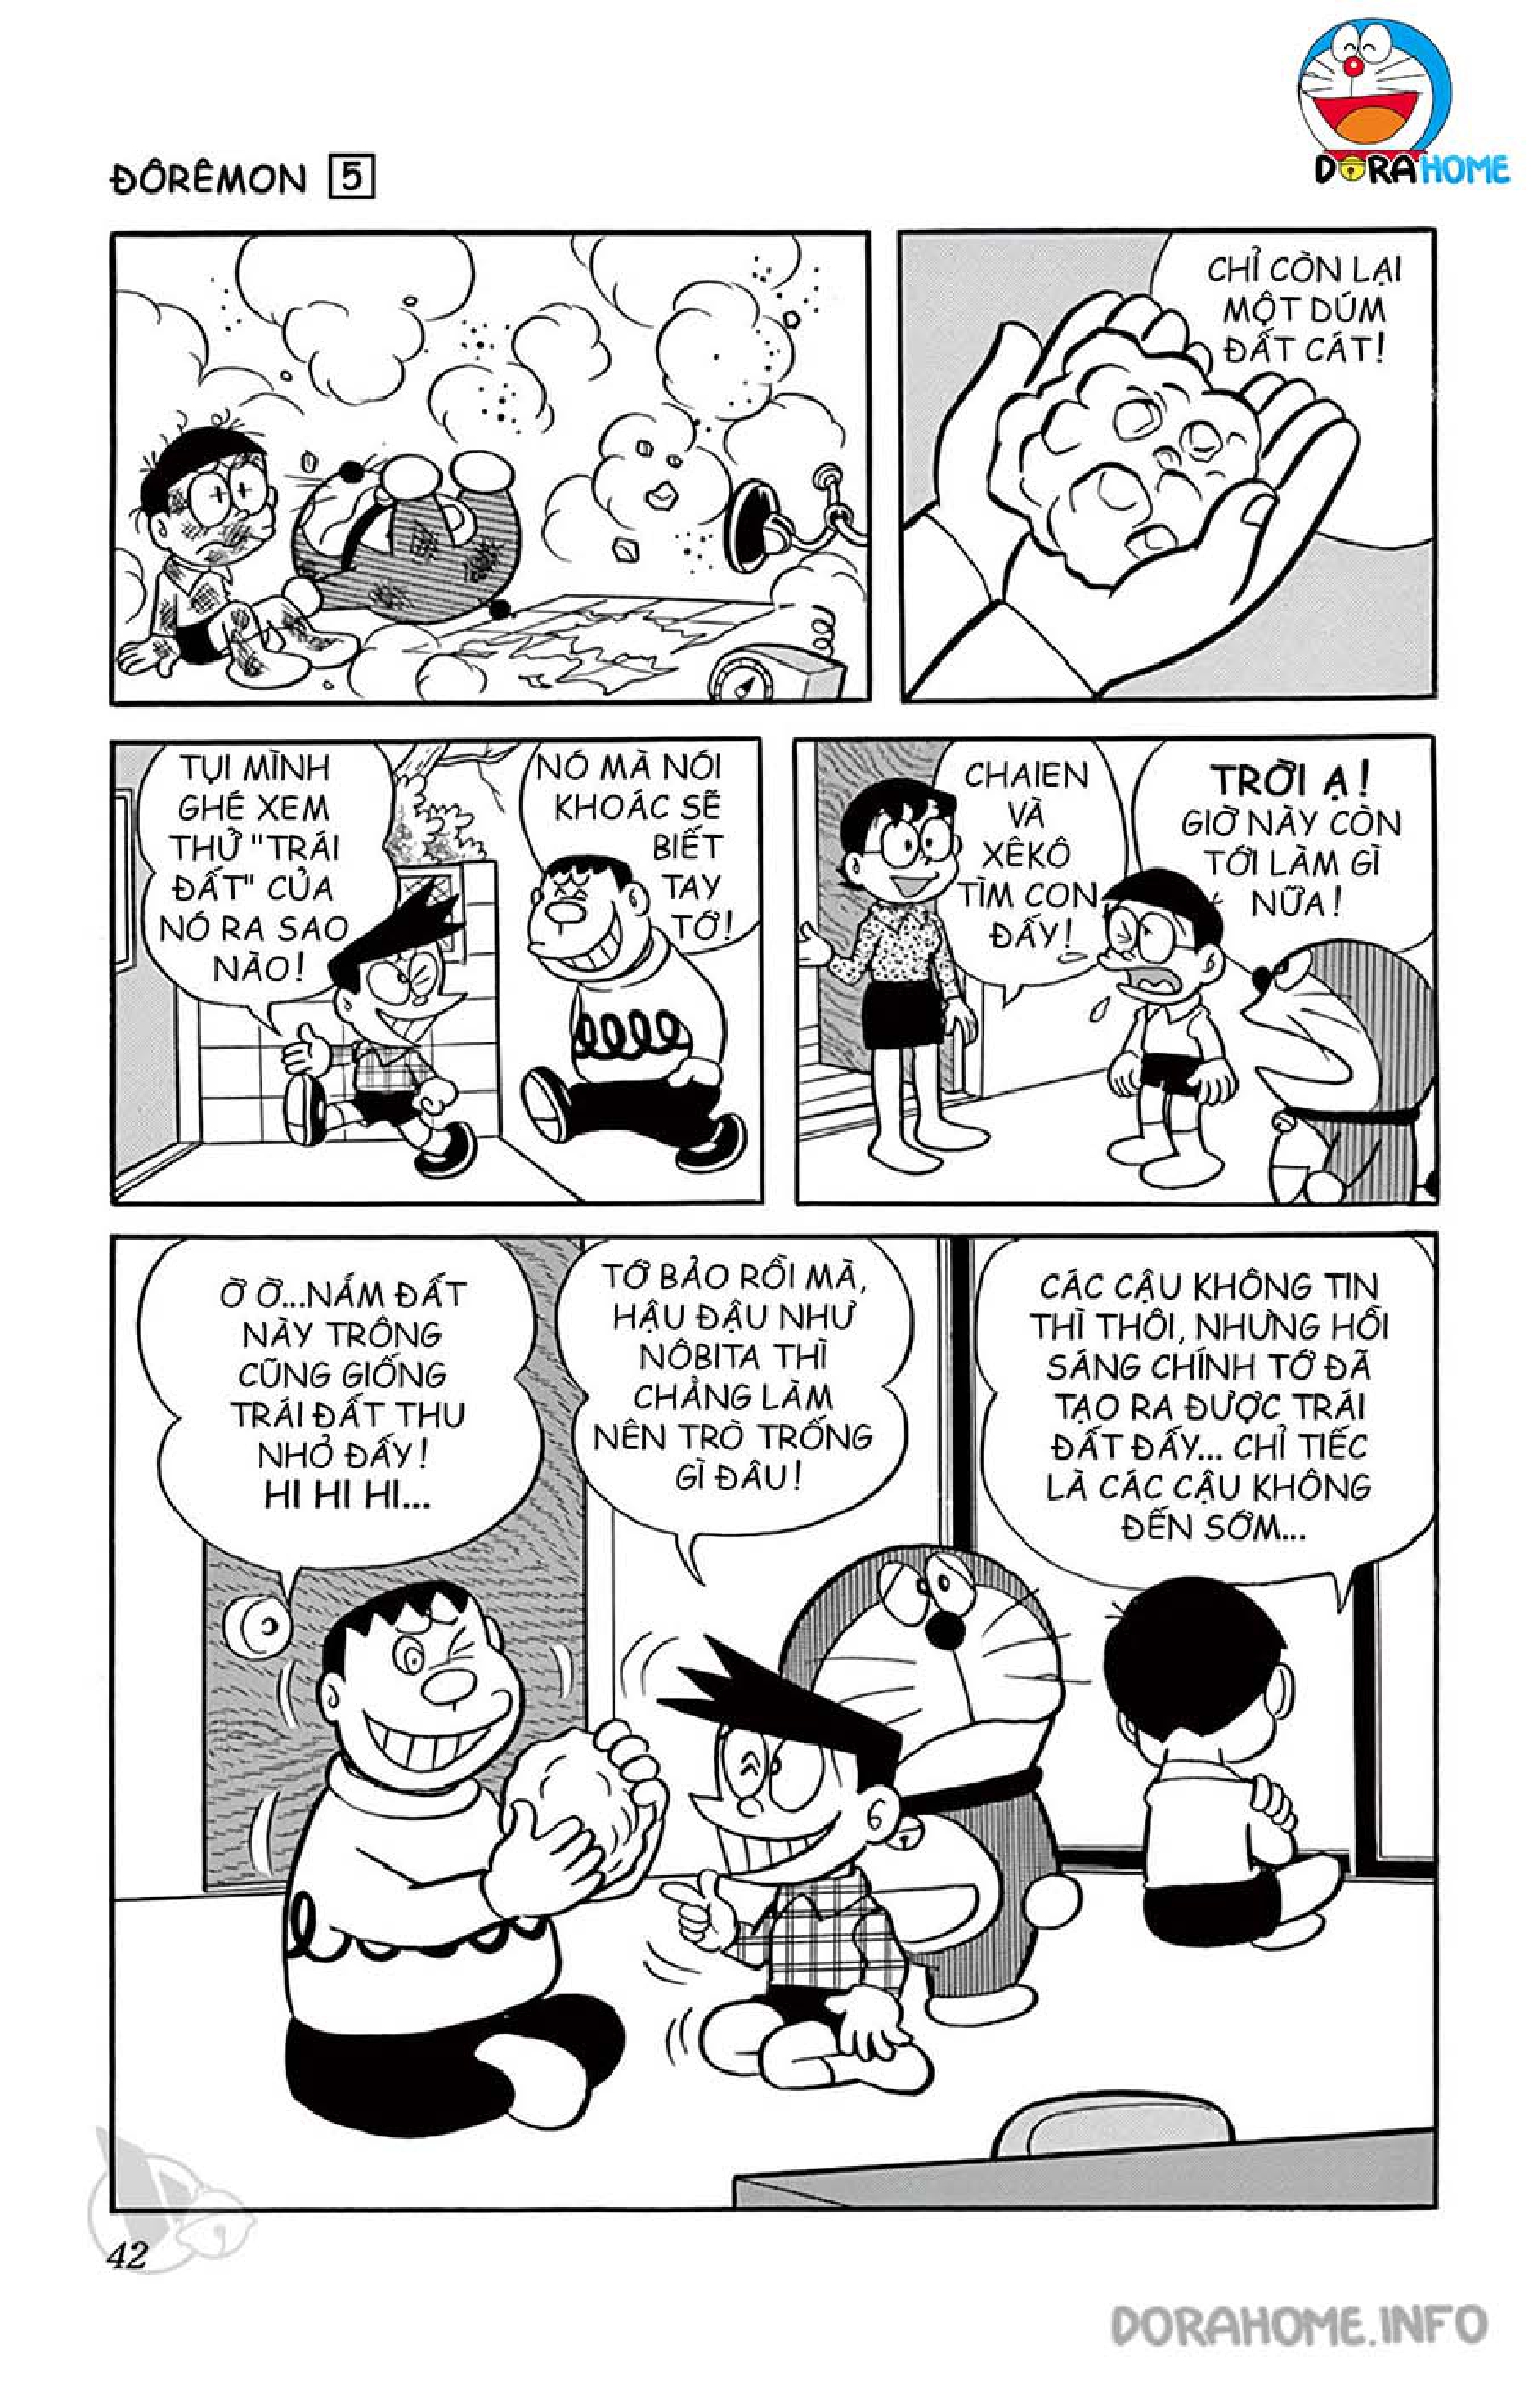 DORAHOME
ĐÔRÊMON 5
CHỈ CÒN LẠI
MỘT DÚM
ĐẤT CÁT!
TỤI MÌNH
GHÉ XEM
THỬ "TRÁI
ĐẤT" CỦA
NÓ RA SAO
NÀO!
NÓ MÀ NÓI
KHOÁC SẼ
BIẾT
TAY
TỚ!
CHAIEN
VÀ
XÊKÔ
TÌM CON
ĐẤY!
TRỜI Ạ!
GIỜ NÀY CÒN
TỚI LÀM GÌ
NỮA!
Ờ Ờ...NẮM ĐẤT
NÀY TRÔNG
CŨNG GIỐNG
TRÁI ĐẤT THU
NHỎ ĐẤY!
HI HI HI...
TỚ BẢO RỒI MÀ,
HẬU ĐẬU NHƯ
NÔBITA THÌ
CHẲNG LÀM
NÊN TRÒ TRỐNG
GÌ ĐÂU!
CÁC CẬU KHÔNG TIN
THÌ THÔI, NHƯNG HỒI
SÁNG CHÍNH TỚ ĐÃ
TẠO RA ĐƯỢC TRÁI
ĐẤT ĐẤY... CHỈ TIẾC
LÀ CÁC CẬU KHÔNG
ĐẾN SỚM...
42
DORAHOME.INFO